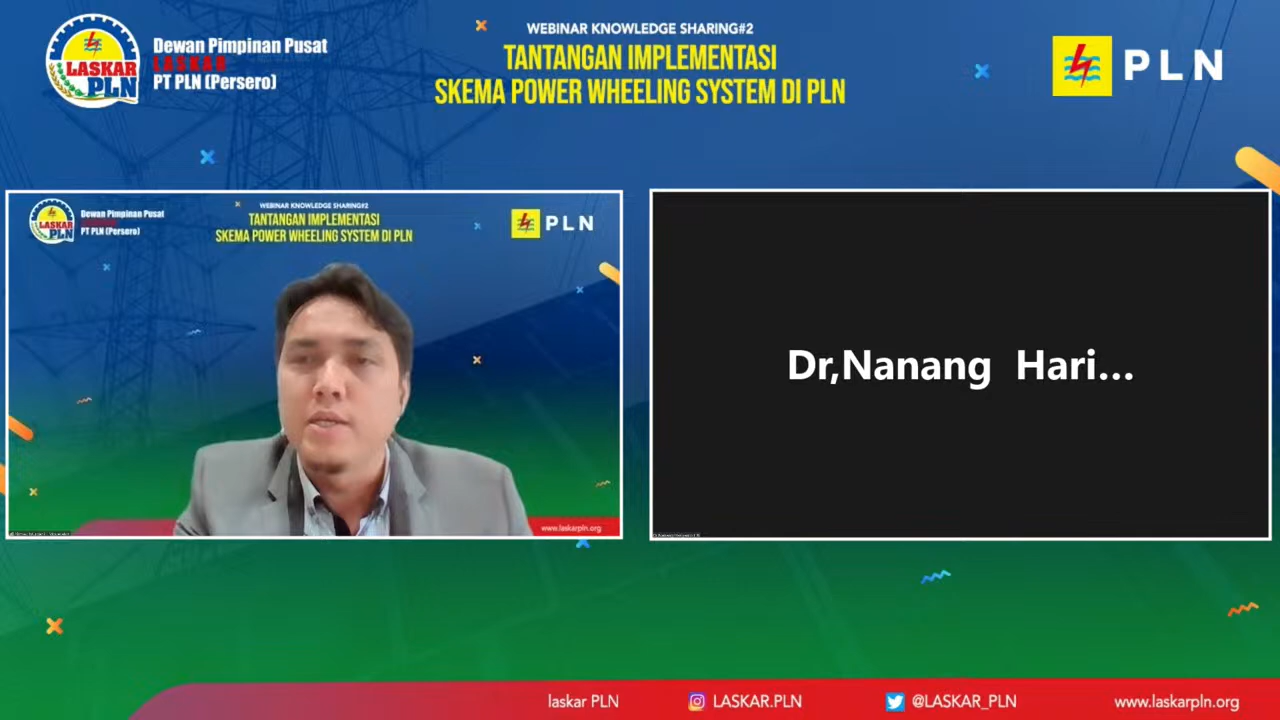 LASKAR
PLN
Dewan Pimpinan Pusat
LASKAR
PT PLN (Persero)
WEBINAR KNOWLEDGE SHARING#2
TANTANGAN IMPLEMENTASI
SKEMA POWER WHEELING SYSTEM DI PLN
PLN
LASKAR
PLN
Dewan Pimpinan Pusat
PT PLN (Persero)
WEBINAR KNOWLEDGE SHARING#2
TANTANGAN IMPLEMENTASI
SKEMA POWER WHEELING SYSTEM DI PLN
PLN
www.laskarpln.org
Dr,Nanang Hari...
laskar PLN
LASKAR.PLN
@LASKAR_PLN
www.laskarpln.org